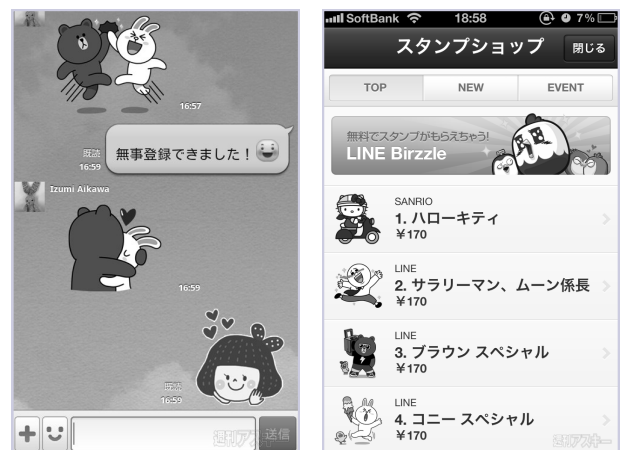 16:57
既読
16:59
無事登録できました！
Izumi Aikawa
16:59
既読
16:59
送信
週刊アスキー
SoftBank
18:58
7%
スタンプショップ
閉じる
TOP
NEW
EVENT
無料でスタンプがもらえちゃう!
LINE Birzzle
SANRIO
1. ハローキティ
¥170
LINE
2. サラリーマン、ムーン係長
¥170
LINE
3. ブラウン スペシャル
¥170
LINE
4. コニー スペシャル
¥170
週刊アスキー